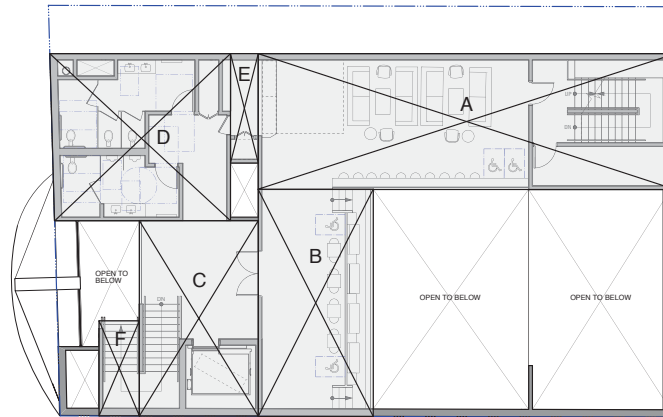 E
A
D
UP
DN
B
C
OPEN TO
BELOW
DN
OPEN TO BELOW
OPEN TO BELOW
F